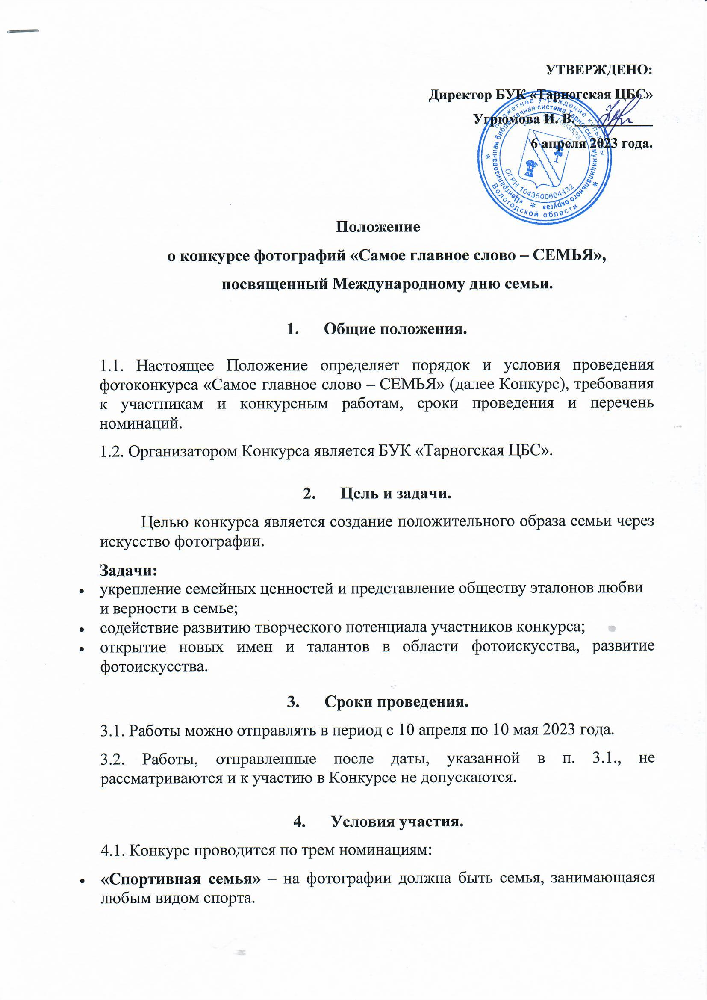 УТВЕРЖДЕНО:
Директор БУК «Тарногская ЦБС»
Угрюмова И. В.
6 апреля 2023 года.
Бюджетное учреждение культуры
«Централизованная библиотечная система Тарногского муниципального округа»
Вологодской области
ОГРН 1043500604432
Положение
о конкурсе фотографий «Самое главное слово – СЕМЬЯ»,
посвященный Международному дню семьи.
1. Общие положения.
1.1. Настоящее Положение определяет порядок и условия проведения
фотоконкурса «Самое главное слово – СЕМЬЯ» (далее Конкурс), требования
к участникам и конкурсным работам, сроки проведения и перечень
номинаций.
1.2. Организатором Конкурса является БУК «Тарногская ЦБС».
2. Цель и задачи.
Целью конкурса является создание положительного образа семьи через
искусство фотографии.
Задачи:
• укрепление семейных ценностей и представление обществу эталонов любви
и верности в семье;
• содействие развитию творческого потенциала участников конкурса;
• открытие новых имен и талантов в области фотоискусства, развитие
фотоискусства.
3. Сроки проведения.
3.1. Работы можно отправлять в период с 10 апреля по 10 мая 2023 года.
3.2. Работы, отправленные после даты, указанной в п. 3.1., не
рассматриваются и к участию в Конкурсе не допускаются.
4. Условия участия.
4.1. Конкурс проводится по трем номинациям:
• «Спортивная семья» – на фотографии должна быть семья, занимающаяся
любым видом спорта.